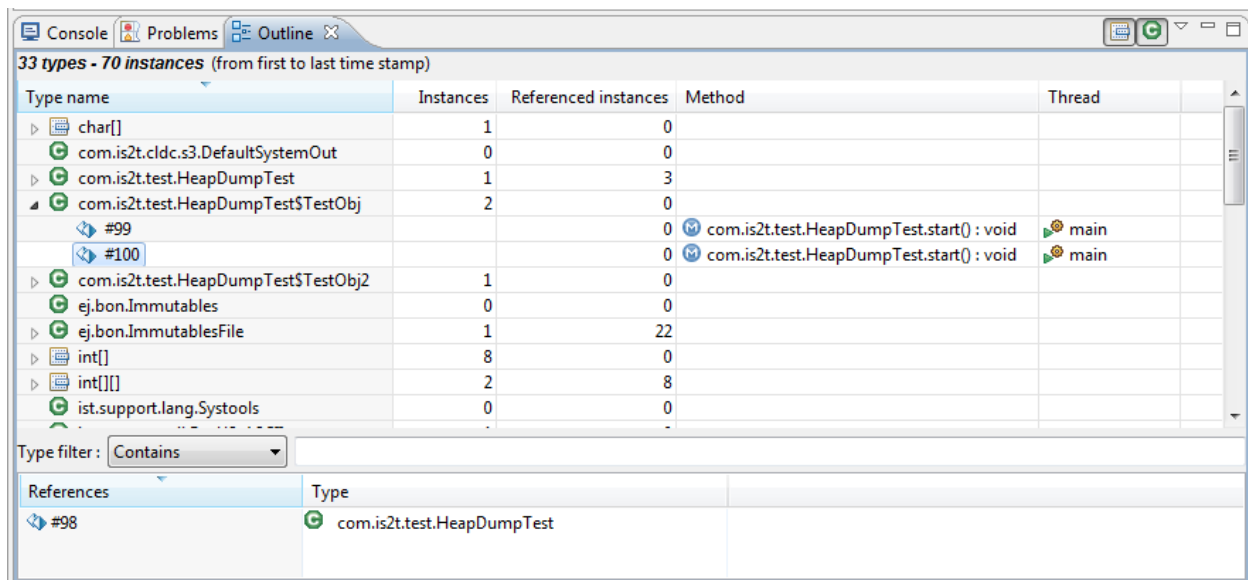 Console Problems Outline
33 types - 70 instances (from first to last time stamp)
Type name Instances Referenced instances Method Thread
char[] 1 0
com.is2t.cldc.s3.DefaultSystemOut 0 0
com.is2t.test.HeapDumpTest 1 3
com.is2t.test.HeapDumpTest$TestObj 2 0
#99 0 com.is2t.test.HeapDumpTest.start() : void main
#100 0 com.is2t.test.HeapDumpTest.start() : void main
com.is2t.test.HeapDumpTest$TestObj2 1 0
ej.bon.Immutables 0 0
ej.bon.ImmutablesFile 1 22
int[] 8 0
int[][] 2 8
ist.support.lang.Systools 0 0
Type filter : Contains
References Type
#98 com.is2t.test.HeapDumpTest